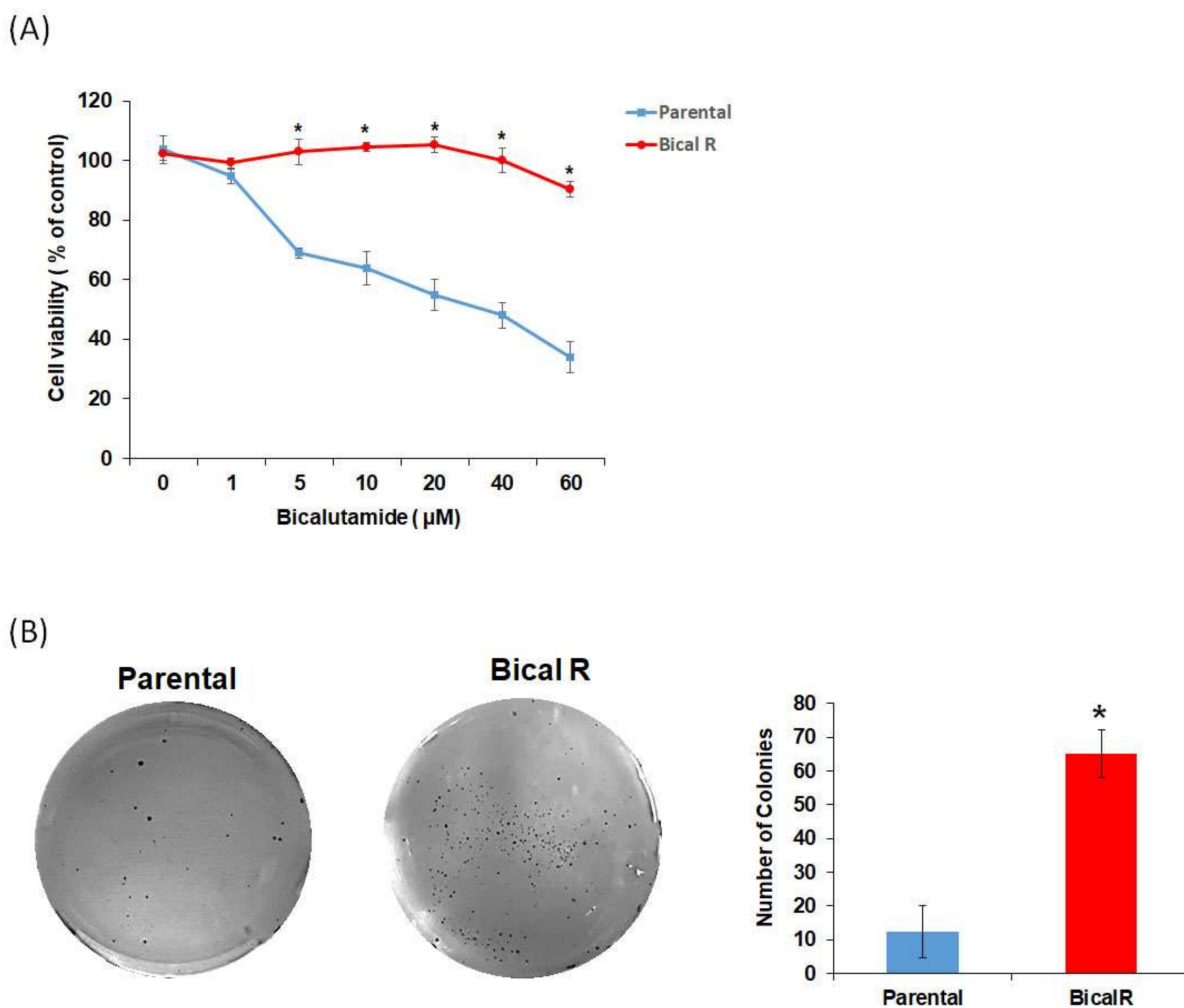 (A)
120
100
80
60
40
20
0
Cell viability ( % of control)
* * * * *
0 1 5 10 20 40 60
Bicalutamide ( µM)
Parental
Bical R
(B)
Parental
Bical R
80
70
60
50
40
30
20
10
0
Number of Colonies
*
Parental
BicalR